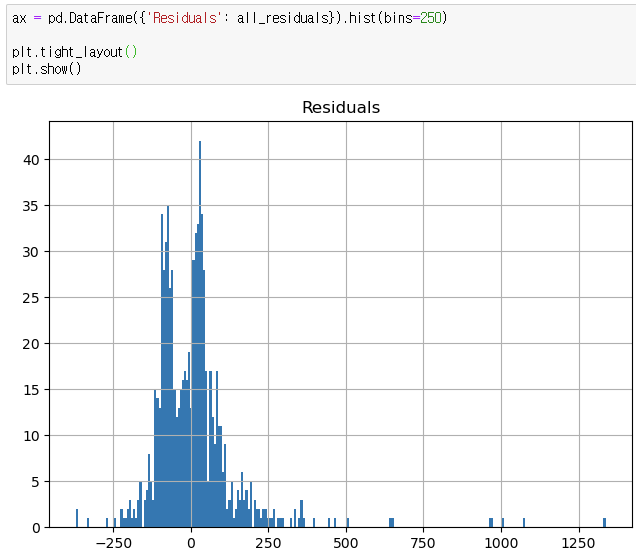 ax = pd.DataFrame({'Residuals': all_residuals}).hist(bins=250)
plt.tight_layout()
plt.show()
Residuals
40
35
30
25
20
15
10
5
0
−250 0 250 500 750 1000 1250